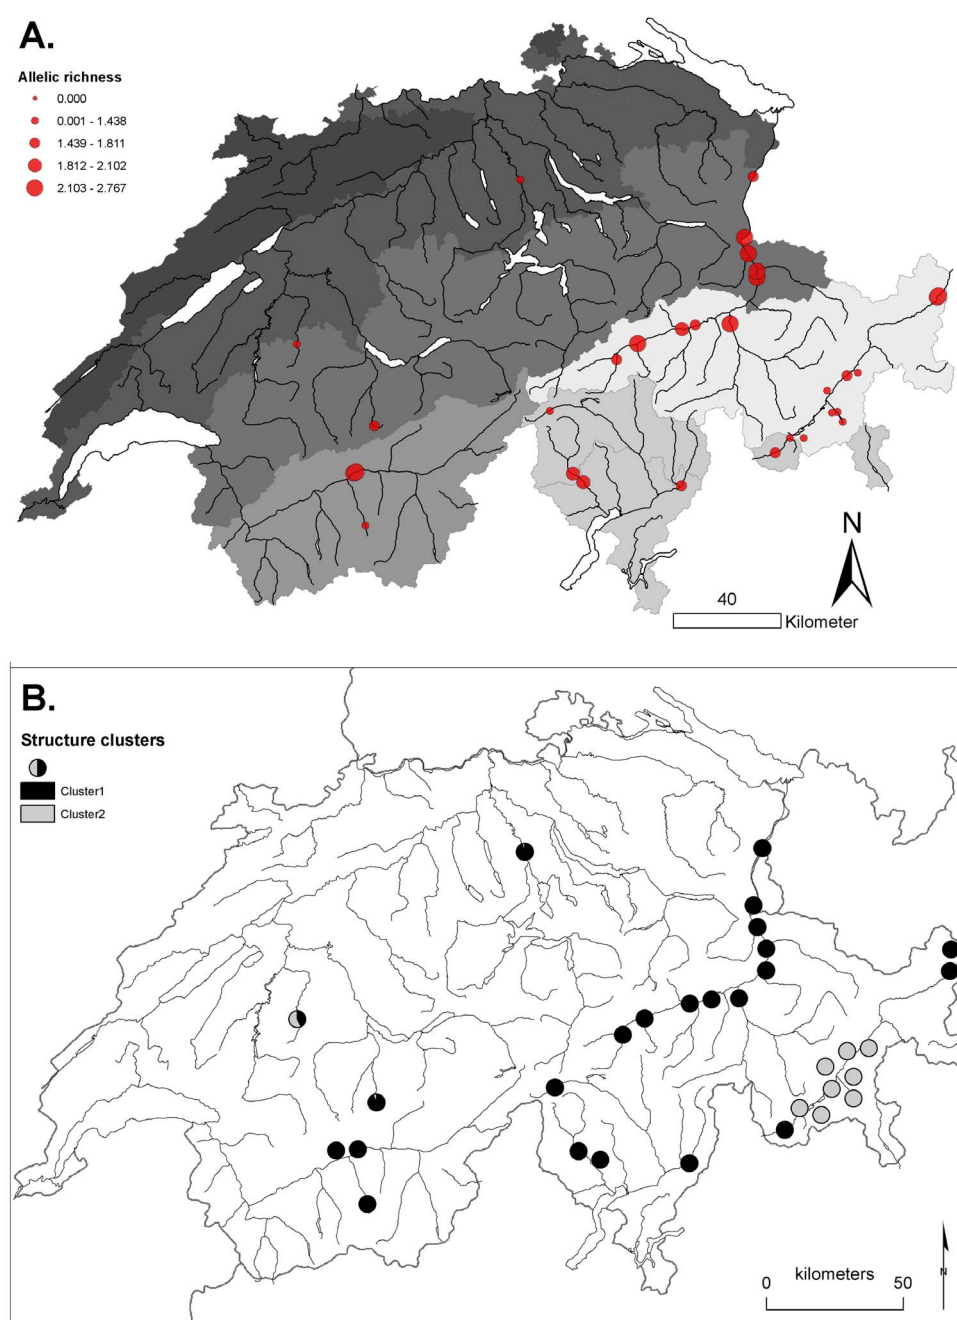 A.
Allelic richness
0.000
0.001 - 1.438
1.439 - 1.811
1.812 - 2.102
2.103 - 2.767
N
40
Kilometer
B.
Structure clusters
Cluster1
Cluster2
N
0 kilometers 50